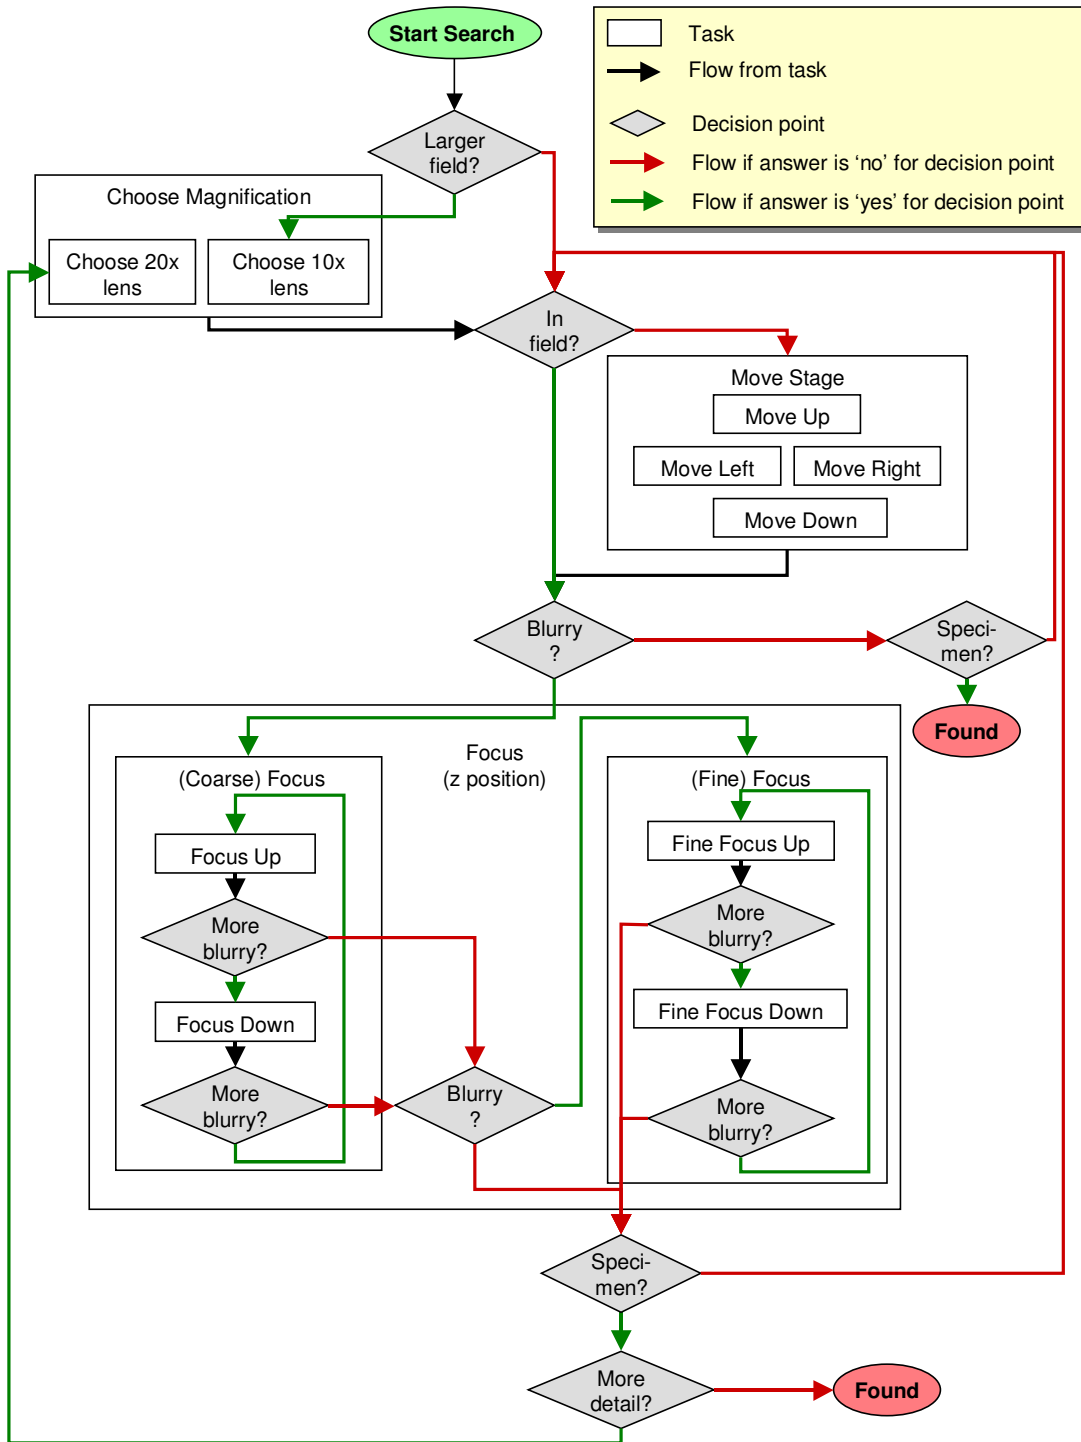 Start Search
Task
Flow from task
Decision point
Flow if answer is ‘no’ for decision point
Flow if answer is ‘yes’ for decision point
Larger
field?
Choose Magnification
Choose 20x
lens
Choose 10x
lens
In
field?
Move Stage
Move Up
Move Left
Move Right
Move Down
Blurry
?
Speci-
men?
Found
Focus
(z position)
(Coarse) Focus
Focus Up
More
blurry?
Focus Down
More
blurry?
Blurry
?
(Fine) Focus
Fine Focus Up
More
blurry?
Fine Focus Down
More
blurry?
Speci-
men?
More
detail?
Found